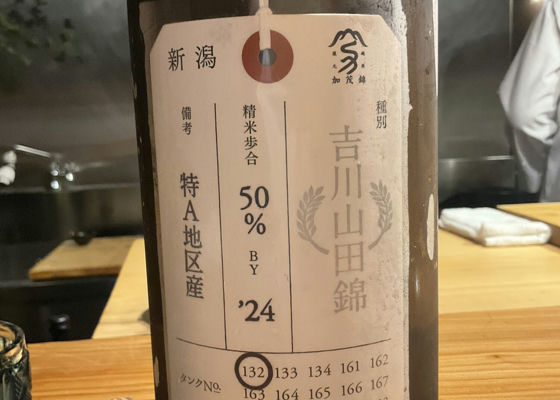 新潟
加茂錦
種別
吉川山田錦
精米歩合
50%
BY
'24
備考
特A地区産
タンクNo.
132 133 134 161 162
163 164 165 166 167